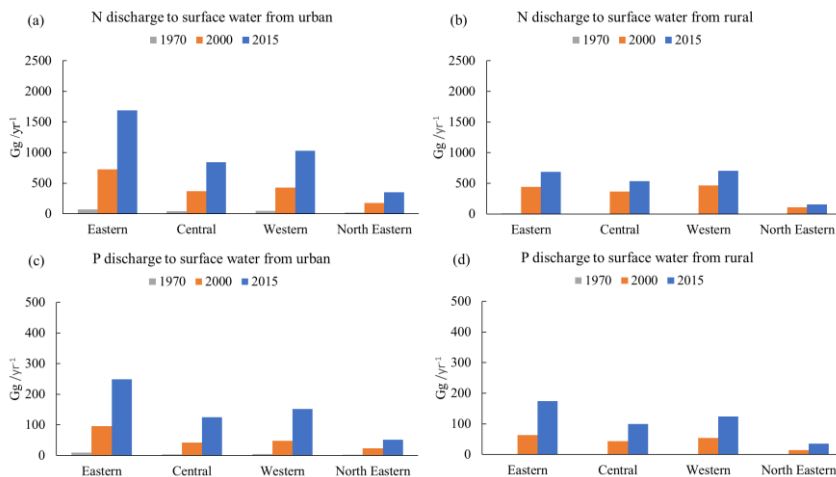 (a) N discharge to surface water from urban
1970 2000 2015
2500
2000
1500
1000
500
0
Gg /yr⁻¹
Eastern Central Western North Eastern
(b) N discharge to surface water from rural
1970 2000 2015
2500
2000
1500
1000
500
0
Gg /yr⁻¹
Eastern Central Western North Eastern
(c) P discharge to surface water from urban
1970 2000 2015
500
400
300
200
100
0
Gg /yr⁻¹
Eastern Central Western North Eastern
(d) P discharge to surface water from rural
1970 2000 2015
500
400
300
200
100
0
Gg /yr⁻¹
Eastern Central Western North Eastern